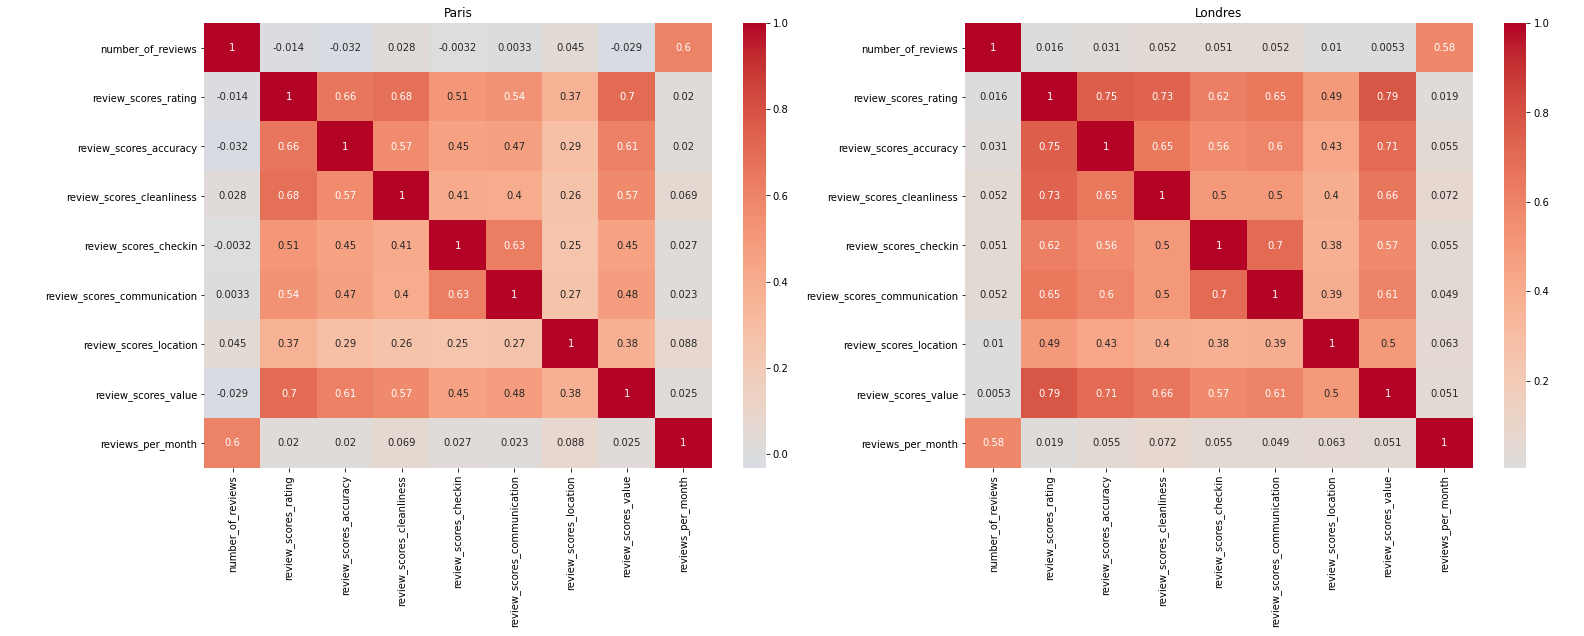 Paris
number_of_reviews 1 -0.014 -0.032 0.028 -0.0032 0.0033 0.045 -0.029 0.6
review_scores_rating -0.014 1 0.66 0.68 0.51 0.54 0.37 0.7 0.02
review_scores_accuracy -0.032 0.66 1 0.57 0.45 0.47 0.29 0.61 0.02
review_scores_cleanliness 0.028 0.68 0.57 1 0.41 0.4 0.26 0.57 0.069
review_scores_checkin -0.0032 0.51 0.45 0.41 1 0.63 0.25 0.45 0.027
review_scores_communication 0.0033 0.54 0.47 0.4 0.63 1 0.27 0.48 0.023
review_scores_location 0.045 0.37 0.29 0.26 0.25 0.27 1 0.38 0.088
review_scores_value -0.029 0.7 0.61 0.57 0.45 0.48 0.38 1 0.025
reviews_per_month 0.6 0.02 0.02 0.069 0.027 0.023 0.088 0.025 1
number_of_reviews
review_scores_rating
review_scores_accuracy
review_scores_cleanliness
review_scores_checkin
review_scores_communication
review_scores_location
review_scores_value
reviews_per_month
1.0
0.8
0.6
0.4
0.2
0.0
Londres
number_of_reviews 1 0.016 0.031 0.052 0.051 0.052 0.01 0.0053 0.58
review_scores_rating 0.016 1 0.75 0.73 0.62 0.65 0.49 0.79 0.019
review_scores_accuracy 0.031 0.75 1 0.65 0.56 0.6 0.43 0.71 0.055
review_scores_cleanliness 0.052 0.73 0.65 1 0.5 0.5 0.4 0.66 0.072
review_scores_checkin 0.051 0.62 0.56 0.5 1 0.7 0.38 0.57 0.055
review_scores_communication 0.052 0.65 0.6 0.5 0.7 1 0.39 0.61 0.049
review_scores_location 0.01 0.49 0.43 0.4 0.38 0.39 1 0.5 0.063
review_scores_value 0.0053 0.79 0.71 0.66 0.57 0.61 0.5 1 0.051
reviews_per_month 0.58 0.019 0.055 0.072 0.055 0.049 0.063 0.051 1
number_of_reviews
review_scores_rating
review_scores_accuracy
review_scores_cleanliness
review_scores_checkin
review_scores_communication
review_scores_location
review_scores_value
reviews_per_month
1.0
0.8
0.6
0.4
0.2